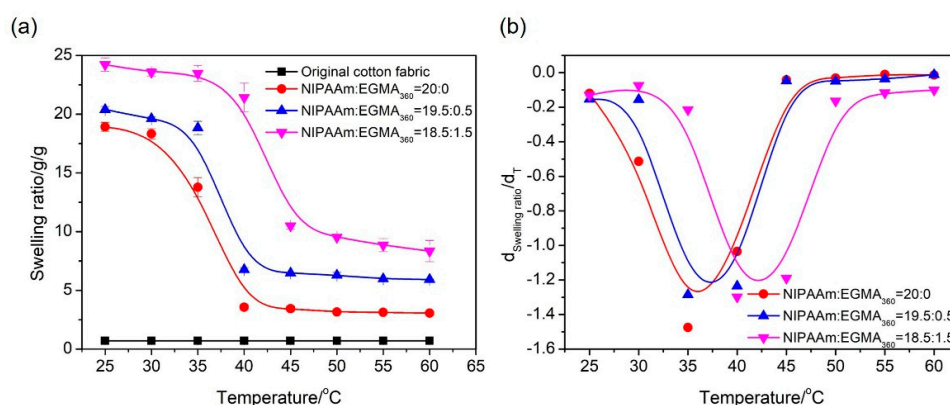 (a)
25
20
15
10
5
0
Swelling ratio/g/g
Original cotton fabric
NIPAAm:EGMA₃₆₀=20:0
NIPAAm:EGMA₃₆₀=19.5:0.5
NIPAAm:EGMA₃₆₀=18.5:1.5
25 30 35 40 45 50 55 60 65
Temperature/°C
(b)
0.0
-0.2
-0.4
-0.6
-0.8
-1.0
-1.2
-1.4
-1.6
d_Swelling ratio/d_T
NIPAAm:EGMA₃₆₀=20:0
NIPAAm:EGMA₃₆₀=19.5:0.5
NIPAAm:EGMA₃₆₀=18.5:1.5
25 30 35 40 45 50 55 60
Temperature/°C